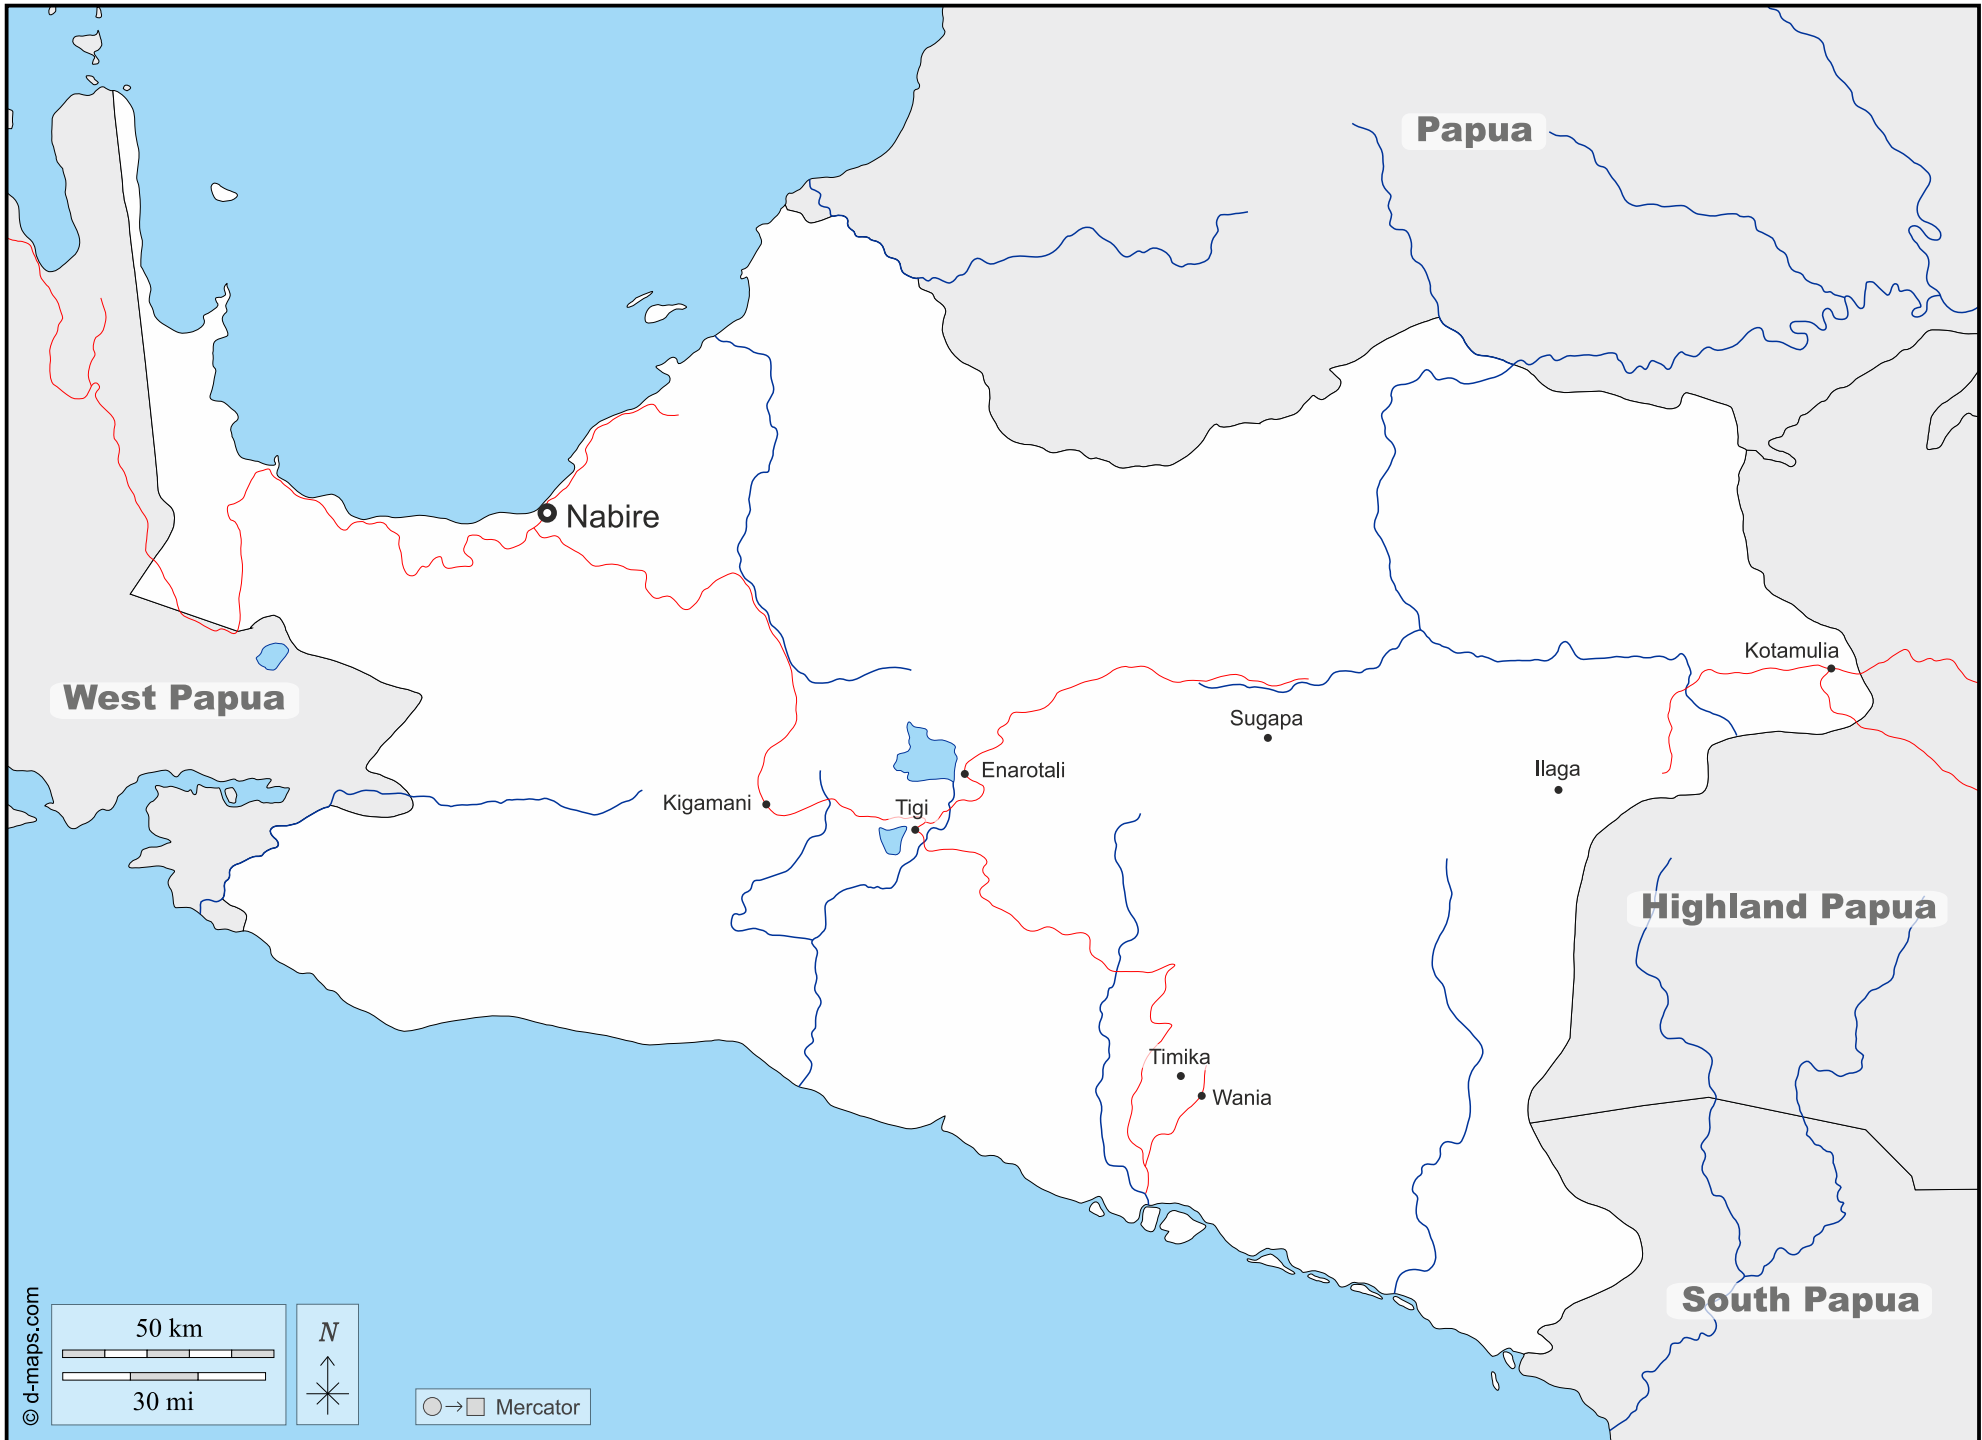 Papua
Nabire
Kotamulia
West Papua
Sugapa
Enarotali
Ilaga
Kigamani
Tigi
Highland Papua
Timika
Wania
South Papua
© d-maps.com
50 km
30 mi
N
Mercator